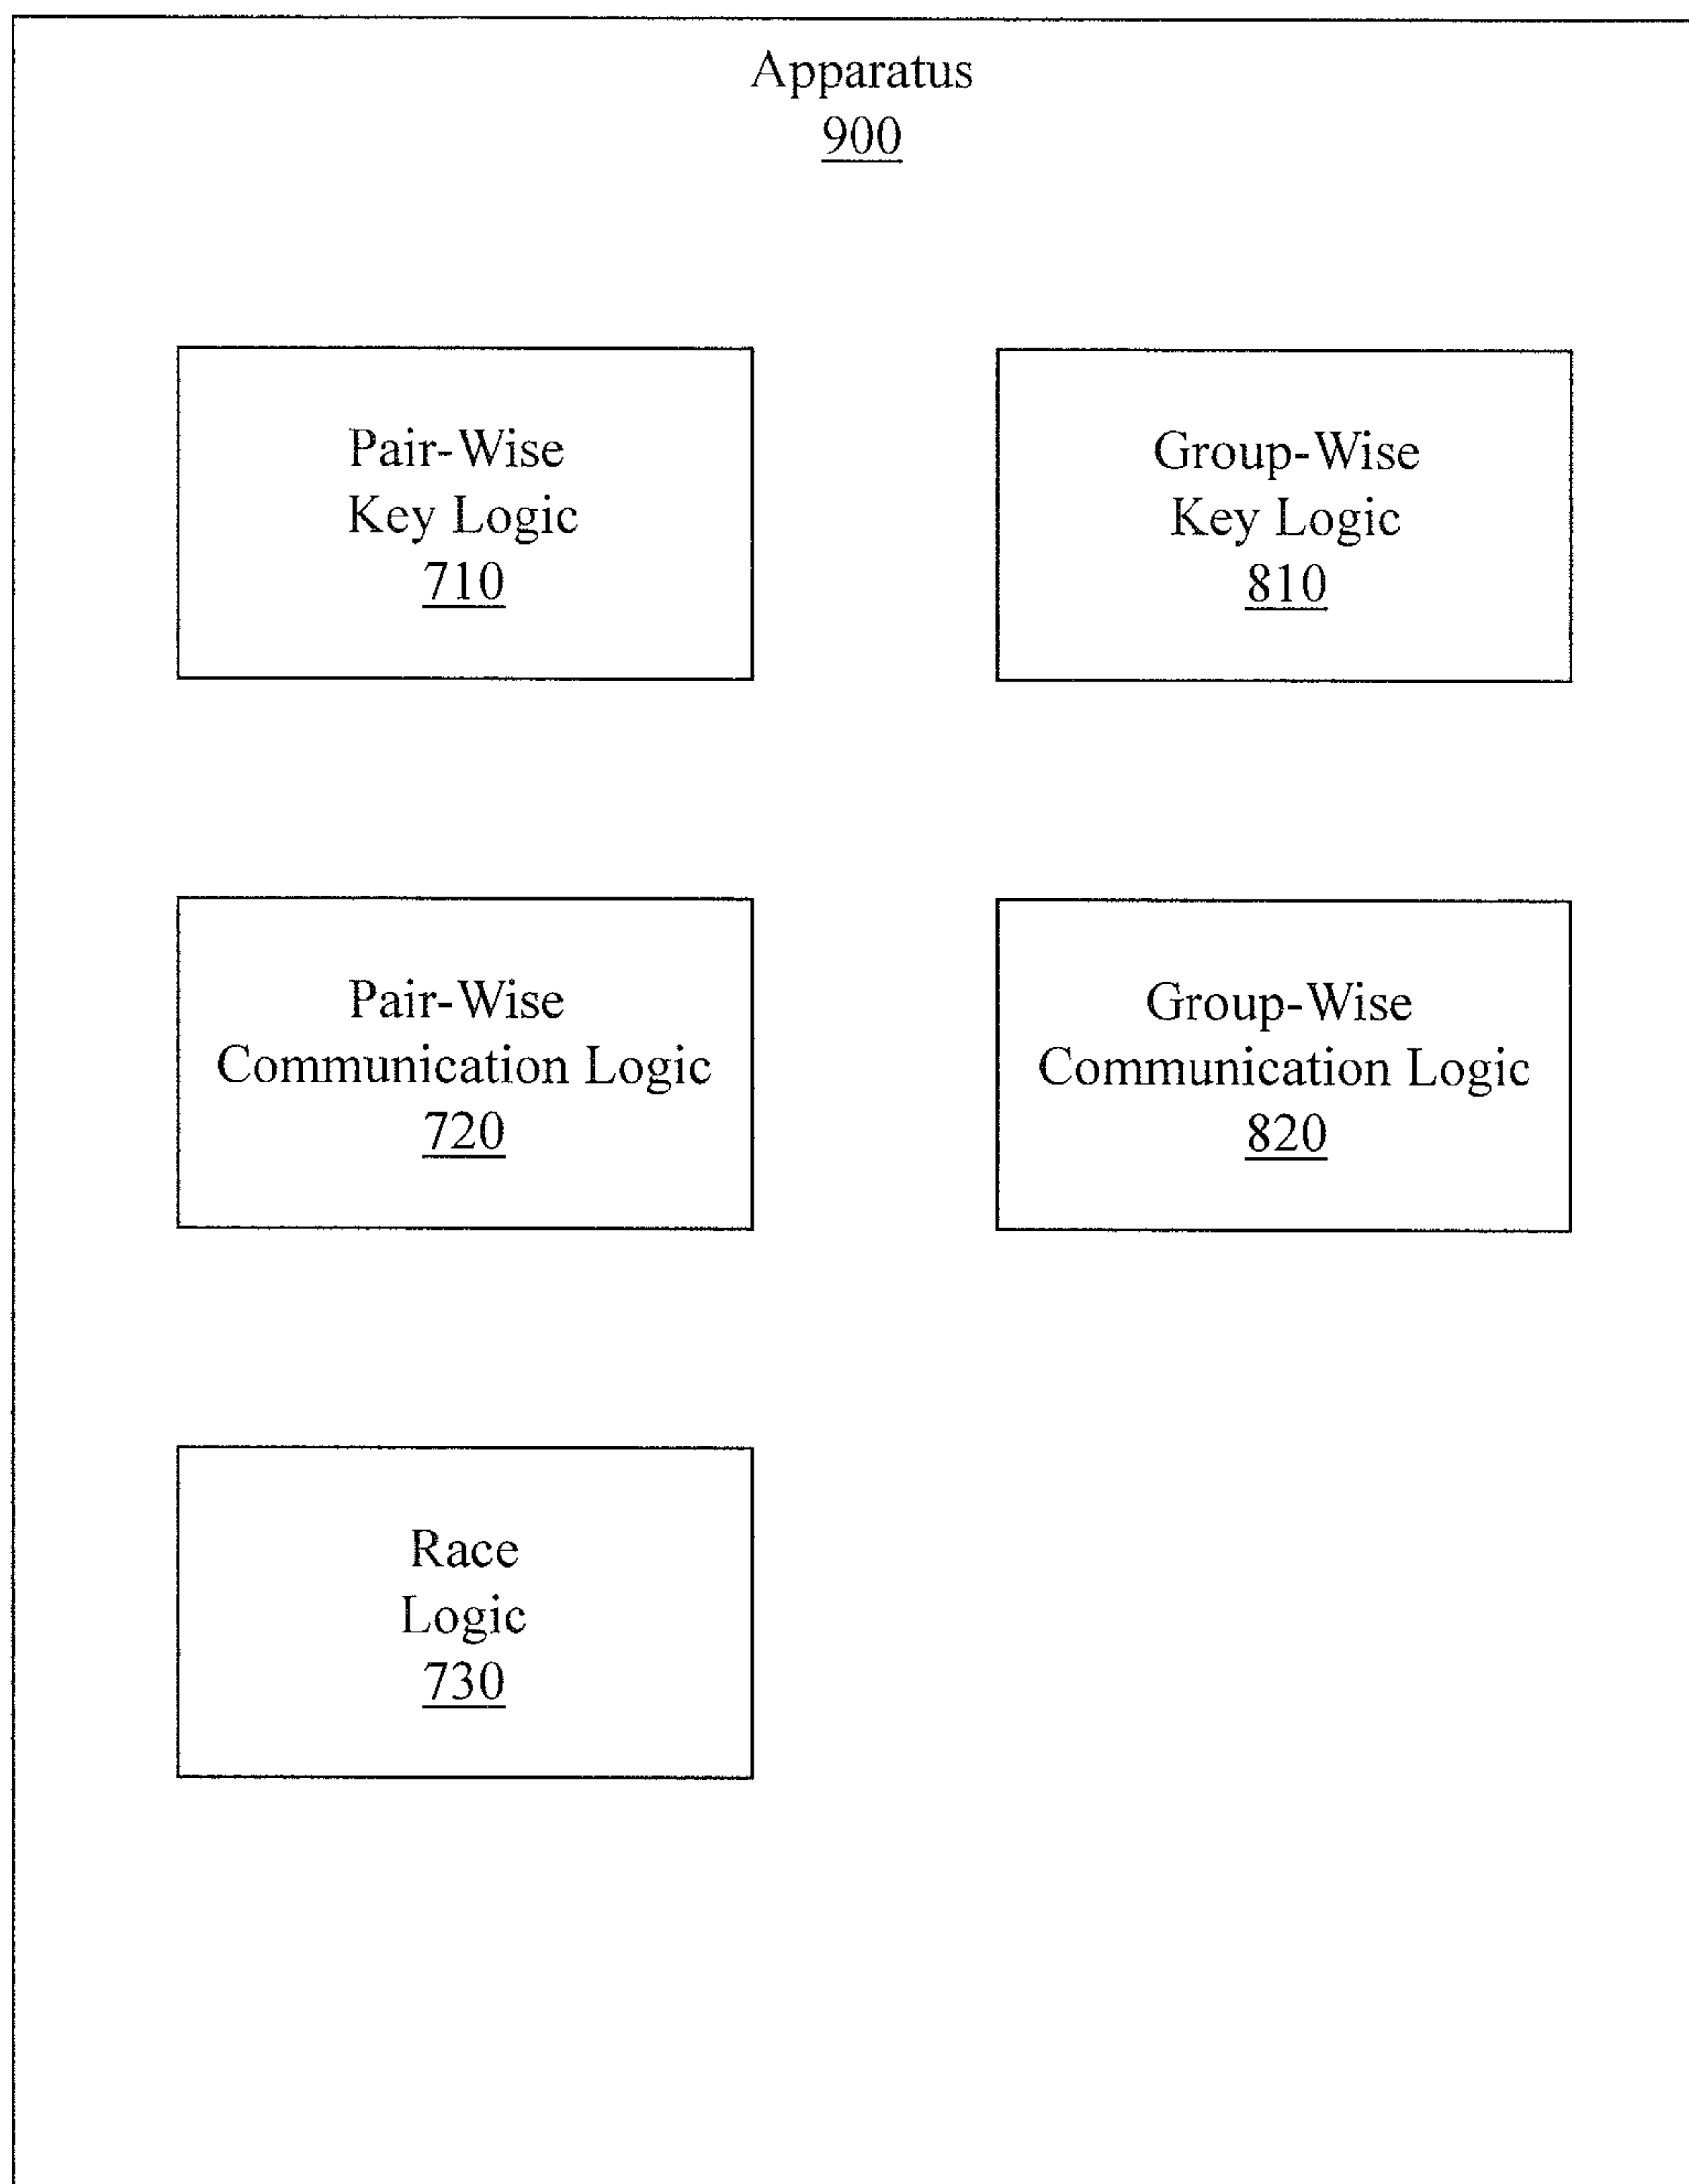 Apparatus
900
Pair-Wise
Key Logic
710
Group-Wise
Key Logic
810
Pair-Wise
Communication Logic
720
Group-Wise
Communication Logic
820
Race
Logic
730